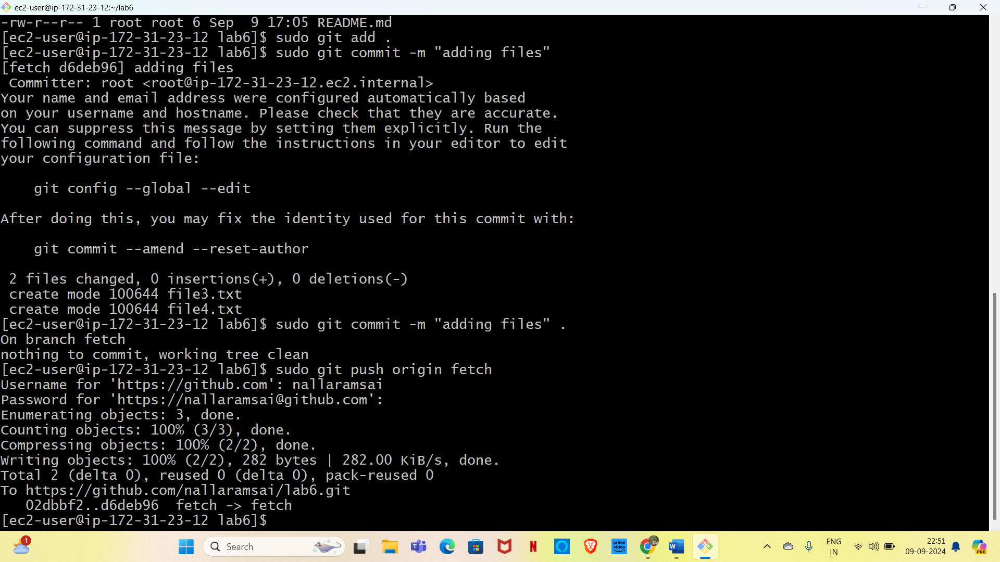 ec2-user@ip-172-31-23-12:~/lab6
-rw-r--r-- 1 root root 6 Sep  9 17:05 README.md
[ec2-user@ip-172-31-23-12 lab6]$ sudo git add .
[ec2-user@ip-172-31-23-12 lab6]$ sudo git commit -m "adding files"
[fetch d6deb96] adding files
 Committer: root <root@ip-172-31-23-12.ec2.internal>
Your name and email address were configured automatically based
on your username and hostname. Please check that they are accurate.
You can suppress this message by setting them explicitly. Run the
following command and follow the instructions in your editor to edit
your configuration file:
    git config --global --edit
After doing this, you may fix the identity used for this commit with:
    git commit --amend --reset-author
 2 files changed, 0 insertions(+), 0 deletions(-)
 create mode 100644 file3.txt
 create mode 100644 file4.txt
[ec2-user@ip-172-31-23-12 lab6]$ sudo git commit -m "adding files" .
On branch fetch
nothing to commit, working tree clean
[ec2-user@ip-172-31-23-12 lab6]$ sudo git push origin fetch
Username for 'https://github.com': nallaramsai
Password for 'https://nallaramsai@github.com':
Enumerating objects: 3, done.
Counting objects: 100% (3/3), done.
Compressing objects: 100% (2/2), done.
Writing objects: 100% (2/2), 282 bytes | 282.00 KiB/s, done.
Total 2 (delta 0), reused 0 (delta 0), pack-reused 0
To https://github.com/nallaramsai/lab6.git
   02dbbf2..d6deb96  fetch -> fetch
[ec2-user@ip-172-31-23-12 lab6]$
1
Search
N
prime video
W
ENG
IN
22:51
09-09-2024
PRE